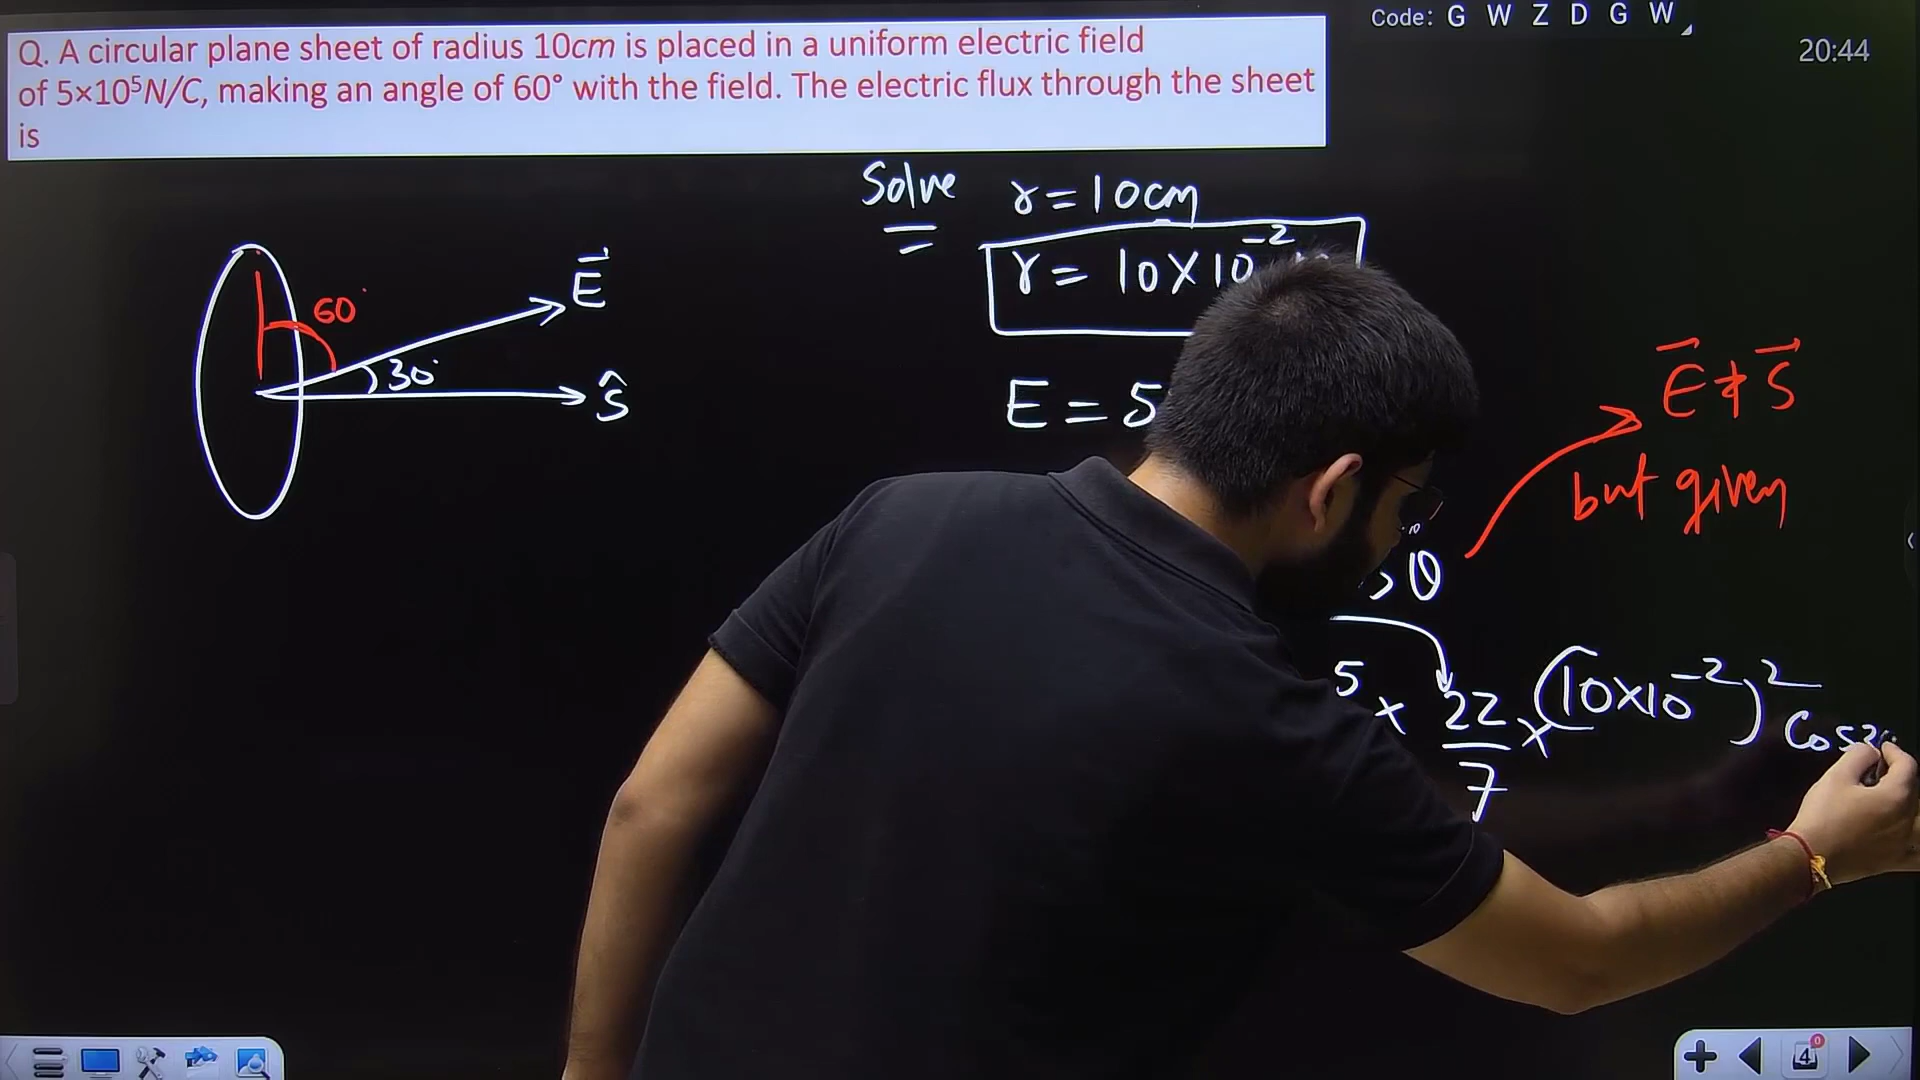 Code: G W Z D G W
20:44
Q. A circular plane sheet of radius 10cm is placed in a uniform electric field
of 5×10⁵N/C, making an angle of 60° with the field. The electric flux through the sheet
is
Solve r = 10cm
r = 10×10⁻²
E = 5
60°
E⃗
30°
ŝ
E⃗ & S⃗
but given
θ
5 × 22/7 × (10×10⁻²)² Cos
4
0